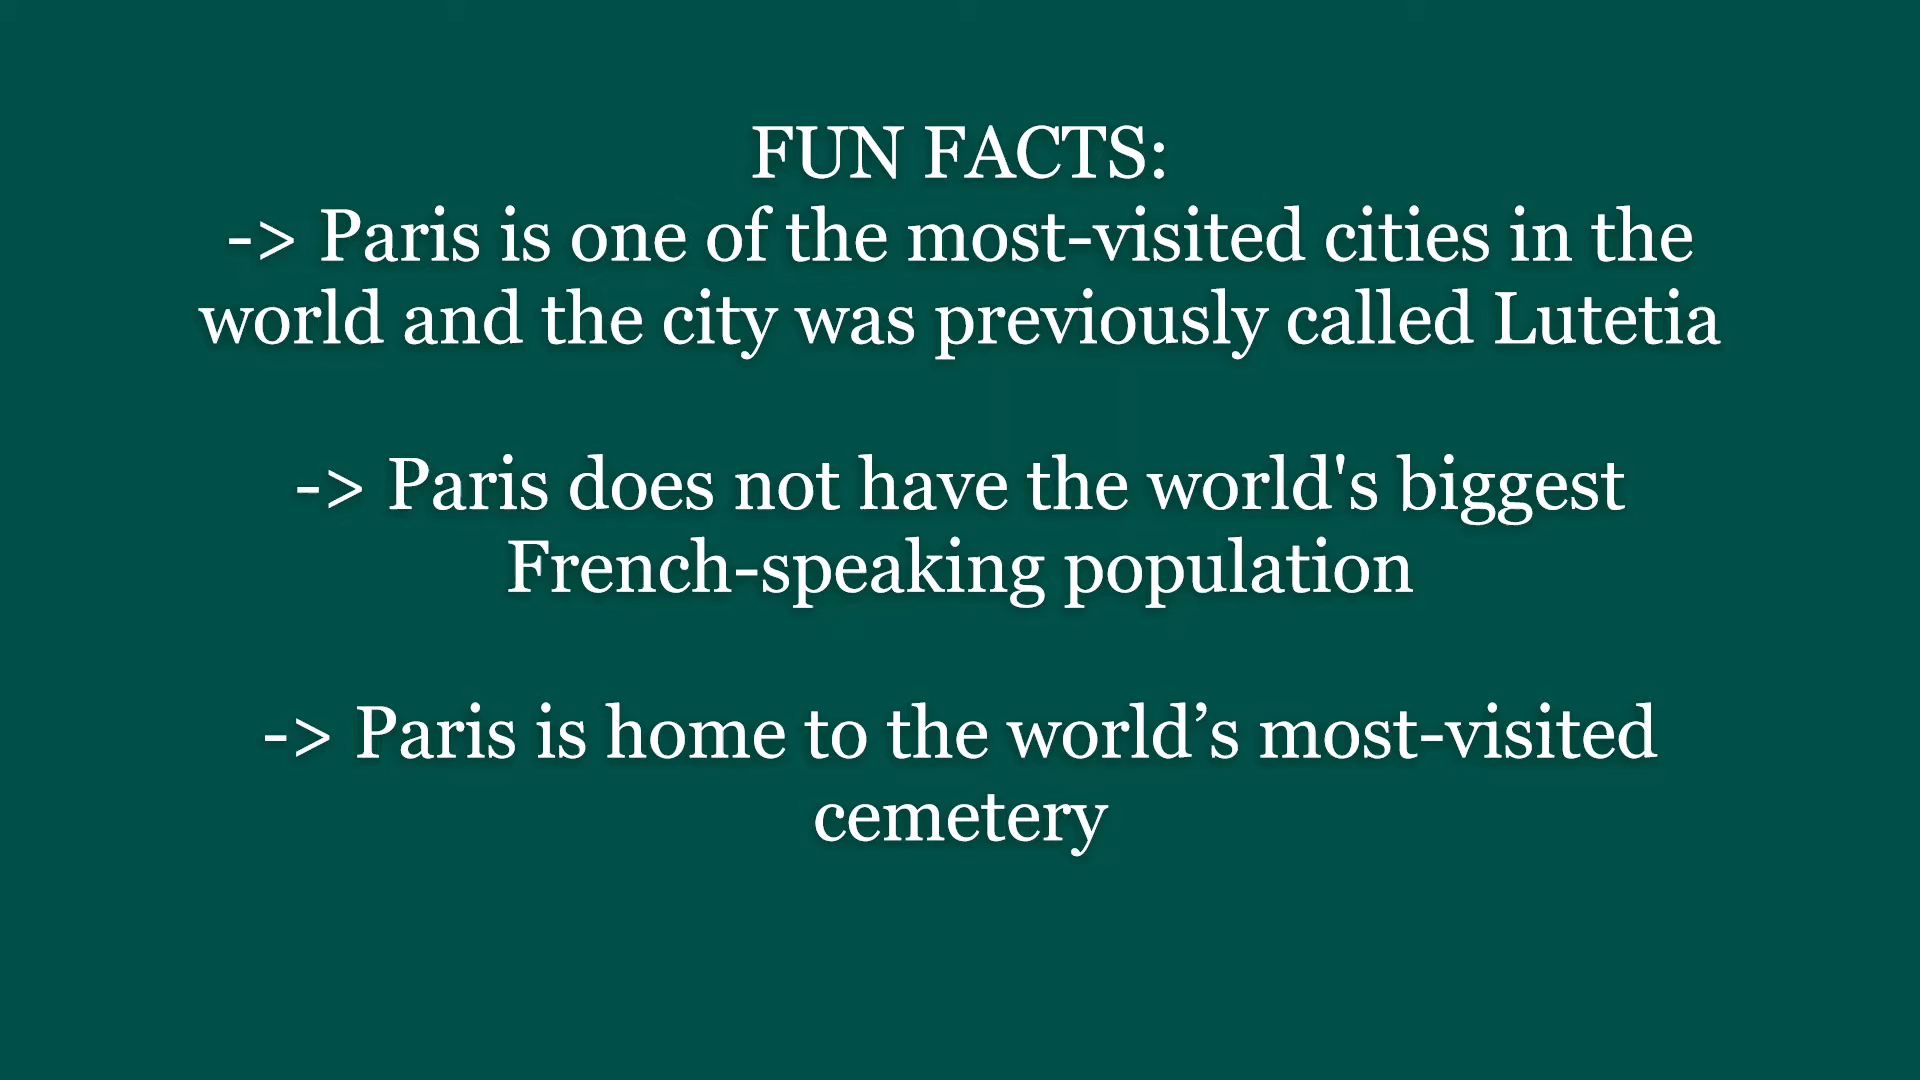 FUN FACTS:
-> Paris is one of the most-visited cities in the
world and the city was previously called Lutetia
-> Paris does not have the world's biggest
French-speaking population
-> Paris is home to the world’s most-visited
cemetery